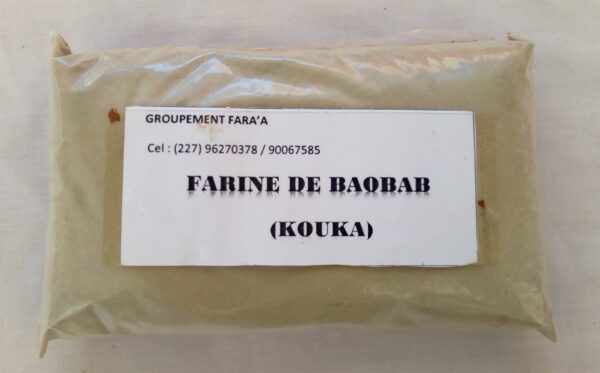 GROUPEMENT FARA'A
Cel : (227) 96270378 / 90067585
FARINE DE BAOBAB
(KOUKA)